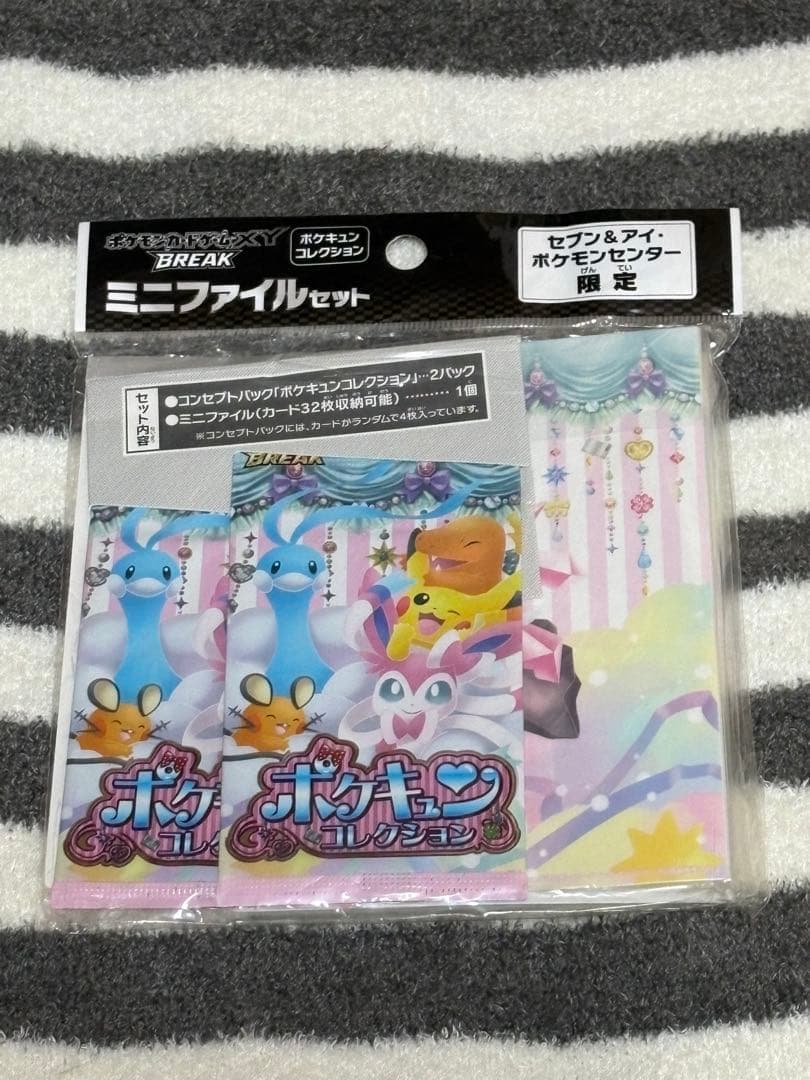 ポケモンカードゲームXY
BREAK
ポケキュン
コレクション
ミニファイルセット
セブン&アイ・
ポケモンセンター
げん てい
限定
セット内容
●コンセプトパック「ポケキュンコレクション」…2パック
●ミニファイル(カード32枚収納可能)………1個
※コンセプトパックには、カードがランダムで4枚入っています。
BREAK
ポケキュン
コレクション
ポケキ
コレク